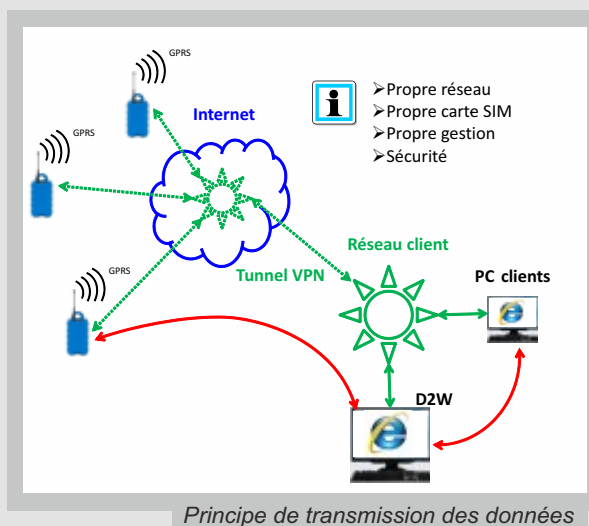 GPRS
Internet
➢Propre réseau
➢Propre carte SIM
➢Propre gestion
➢Sécurité
GPRS
Réseau client
Tunnel VPN
PC clients
GPRS
D2W
Principe de transmission des données